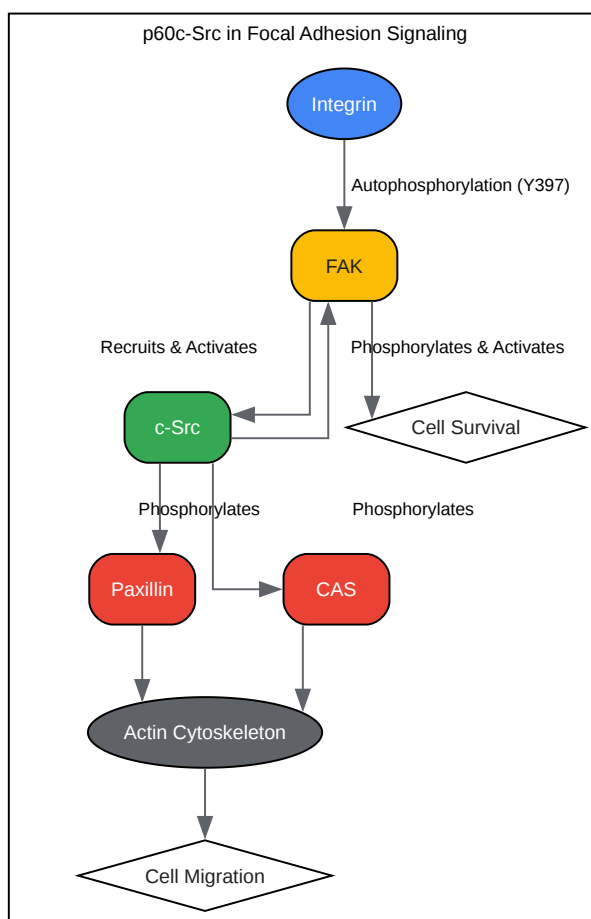 p60c-Src in Focal Adhesion Signaling
Integrin
Autophosphorylation (Y397)
FAK
Recruits & Activates
Phosphorylates & Activates
c-Src
Cell Survival
Phosphorylates
Phosphorylates
Paxillin
CAS
Actin Cytoskeleton
Cell Migration